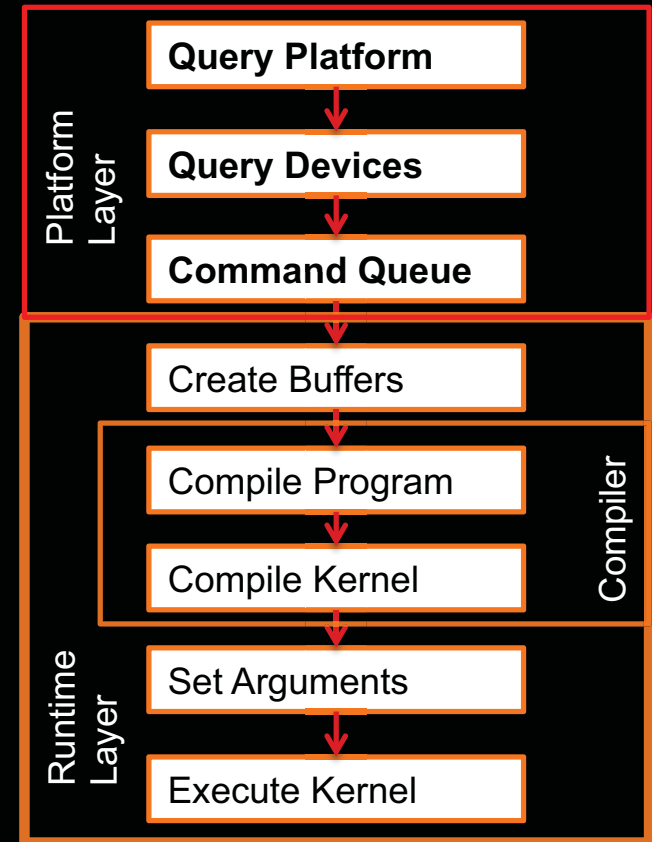 Platform
Layer
Query Platform
Query Devices
Command Queue
Runtime
Layer
Create Buffers
Compiler
Compile Program
Compile Kernel
Set Arguments
Execute Kernel